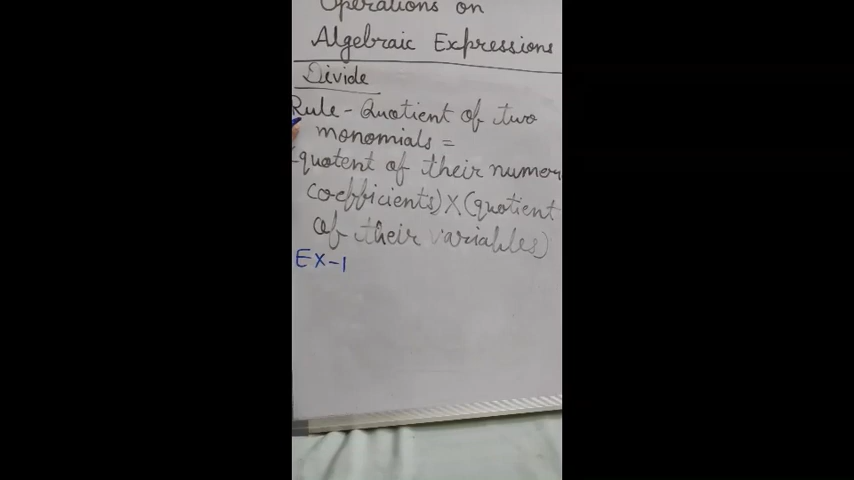 Operations on
Algebraic Expressions
Divide
Rule - Quotient of two
monomials =
(quotent of their numer
coefficients) X (quotient
of their variables)
EX-1